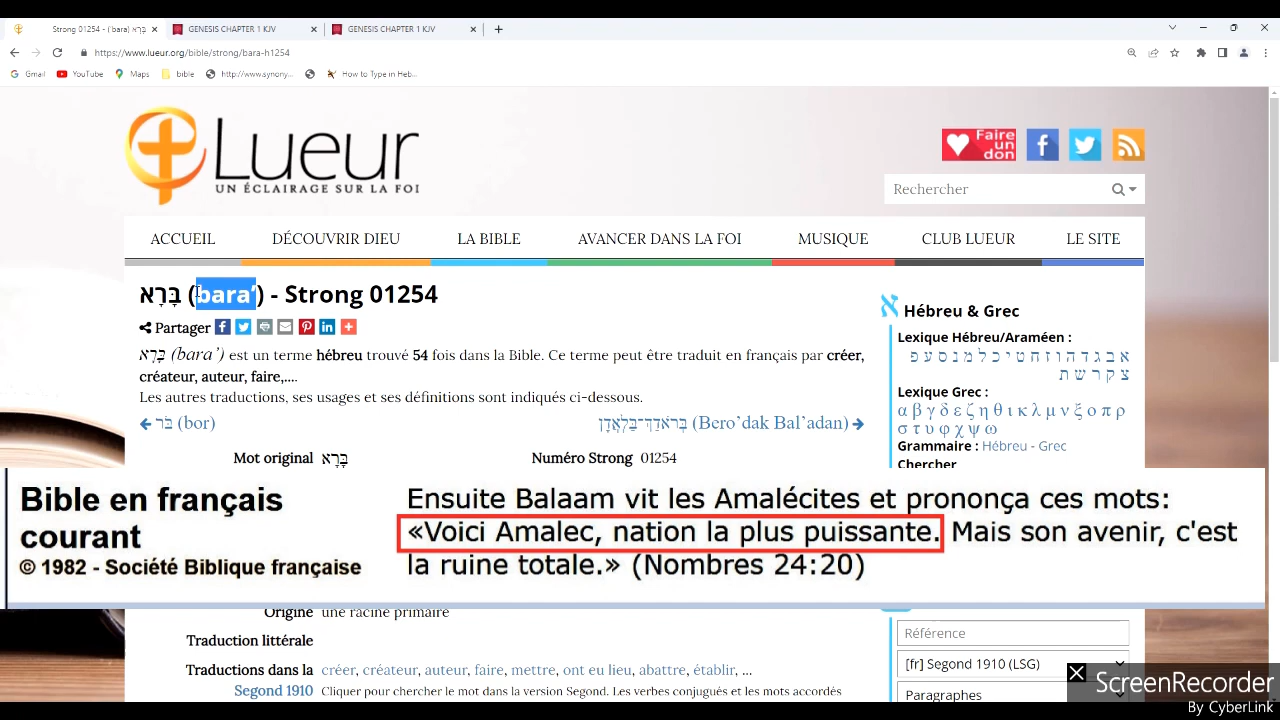 Strong 01254 - ('bara) בָּרָא
GENESIS CHAPTER 1 KJV
GENESIS CHAPTER 1 KJV
https://www.lueur.org/bible/strong/bara-h1254
Gmail YouTube Maps bible http://www.synony... How to Type in Heb...
Lueur
UN ÉCLAIRAGE SUR LA FOI
Faire un don
Rechercher
ACCUEIL DÉCOUVRIR DIEU LA BIBLE AVANCER DANS LA FOI MUSIQUE CLUB LUEUR LE SITE
בָּרָא (bara') - Strong 01254
Partager
בָּרָא (bara’) est un terme hébreu trouvé 54 fois dans la Bible. Ce terme peut être traduit en français par créer,
créateur, auteur, faire,....
Les autres traductions, ses usages et ses définitions sont indiqués ci-dessous.
בֹּר (bor) בְּרֹאדַךְ־בַּלְאֲדָן (Bero’dak Bal’adan)
Mot original בָּרָא Numéro Strong 01254
Hébreu & Grec
Lexique Hébreu/Araméen :
א ב ג ד ה ו ז ח ט י כ ל מ נ ס ע פ
צ ק ר ש ת
Lexique Grec :
α β γ δ ε ζ η θ ι κ λ μ ν ξ ο π ρ
σ τ υ φ χ ψ ω
Grammaire : Hébreu - Grec
Chercher
Bible en français
courant
© 1982 - Société Biblique française
Ensuite Balaam vit les Amalécites et prononça ces mots:
«Voici Amalec, nation la plus puissante. Mais son avenir, c'est
la ruine totale.» (Nombres 24:20)
Origine une racine primaire
Traduction littérale
Traductions dans la créer, créateur, auteur, faire, mettre, ont eu lieu, abattre, établir, ...
Segond 1910 Cliquer pour chercher le mot dans la version Segond. Les verbes conjugués et les mots accordés
Référence
[fr] Segond 1910 (LSG)
Paragraphes
ScreenRecorder
By CyberLink